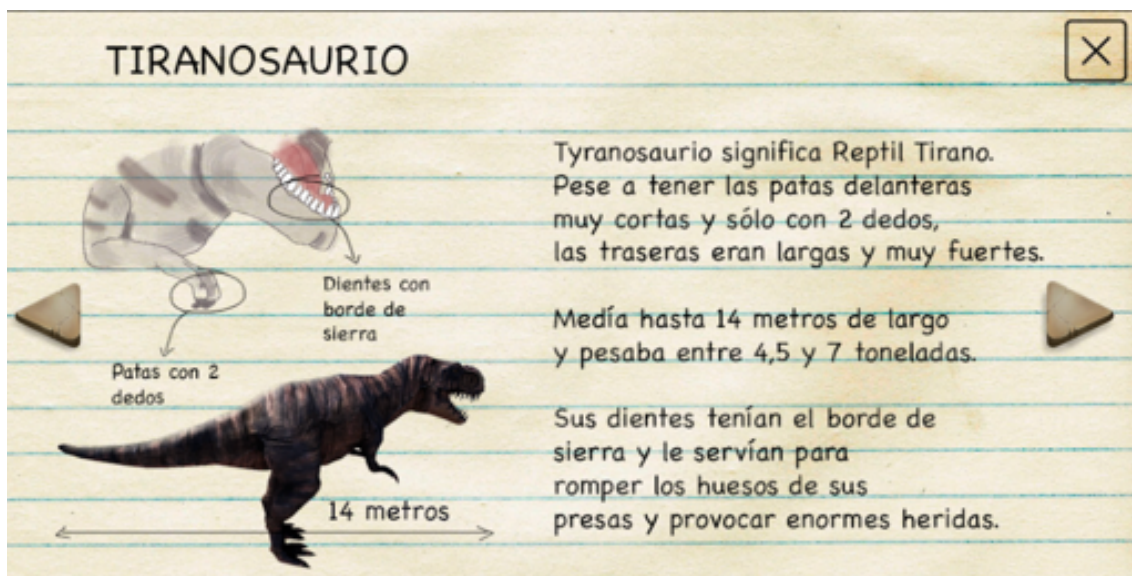 TIRANOSAURIO
Dientes con
borde de
sierra
Patas con 2
dedos
14 metros
Tyranosaurio significa Reptil Tirano.
Pese a tener las patas delanteras
muy cortas y sólo con 2 dedos,
las traseras eran largas y muy fuertes.
Medía hasta 14 metros de largo
y pesaba entre 4,5 y 7 toneladas.
Sus dientes tenían el borde de
sierra y le servían para
romper los huesos de sus
presas y provocar enormes heridas.